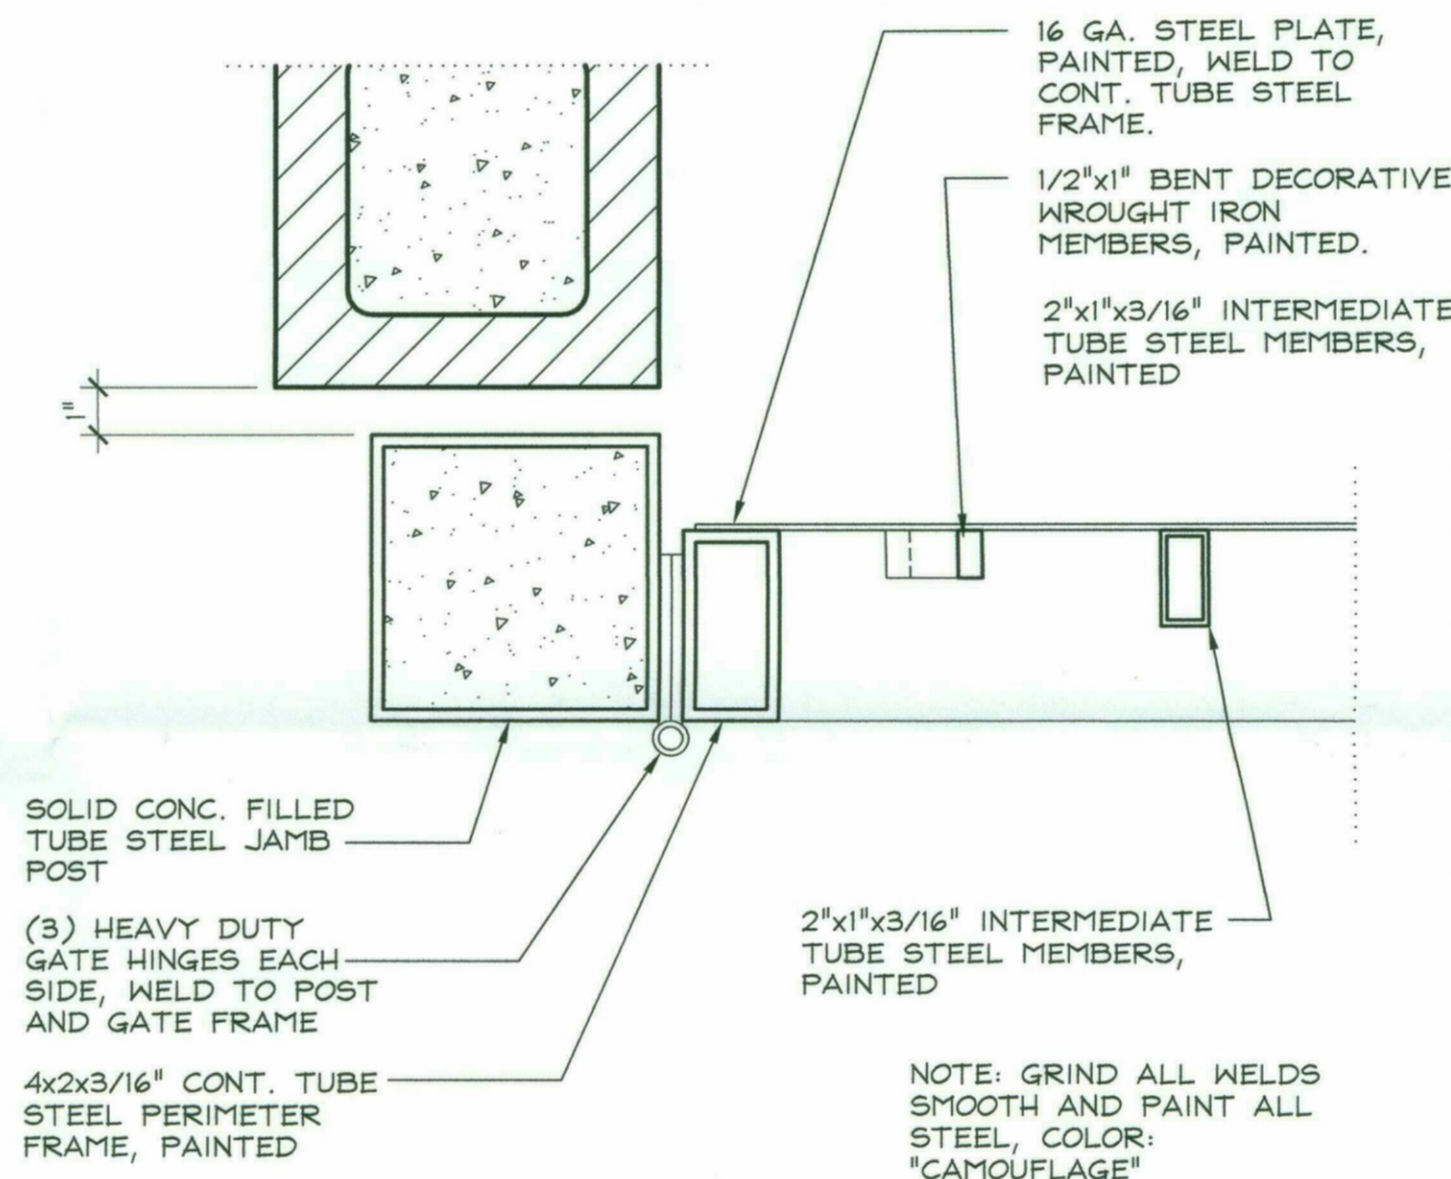 16 GA. STEEL PLATE,
PAINTED, WELD TO
CONT. TUBE STEEL
FRAME.
1/2"x1" BENT DECORATIVE
WROUGHT IRON
MEMBERS, PAINTED.
2"x1"x3/16" INTERMEDIATE
TUBE STEEL MEMBERS,
PAINTED
1"
SOLID CONC. FILLED
TUBE STEEL JAMB
POST
(3) HEAVY DUTY
GATE HINGES EACH
SIDE, WELD TO POST
AND GATE FRAME
4x2x3/16" CONT. TUBE
STEEL PERIMETER
FRAME, PAINTED
2"x1"x3/16" INTERMEDIATE
TUBE STEEL MEMBERS,
PAINTED
NOTE: GRIND ALL WELDS
SMOOTH AND PAINT ALL
STEEL, COLOR:
"CAMOUFLAGE"